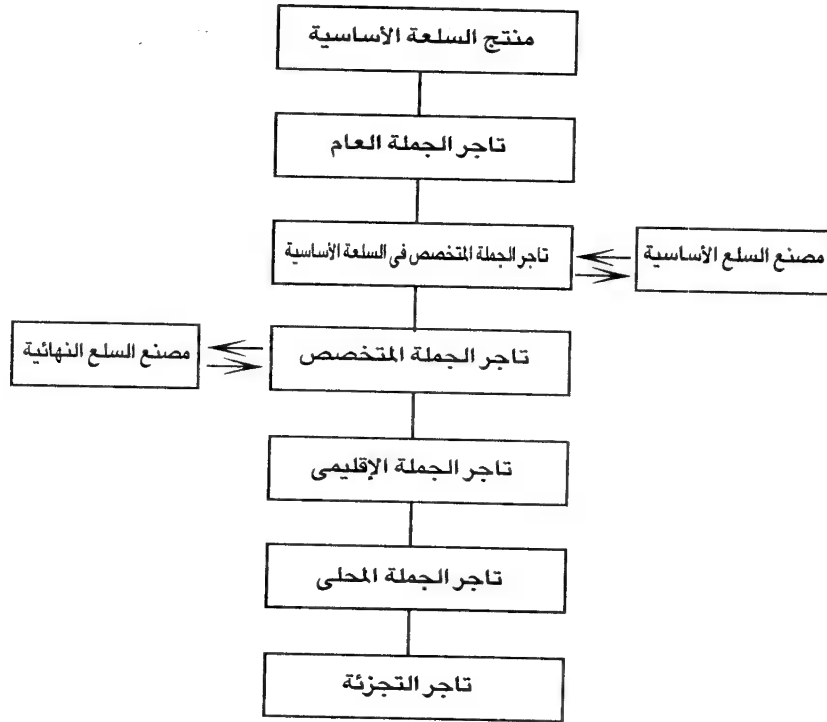 منتج السلعة الأساسية
تاجر الجملة العام
مصنع السلع الأساسية
تاجر الجملة المتخصص فى السلعة الأساسية
تاجر الجملة المتخصص
مصنع السلع النهائية
تاجر الجملة الإقليمى
تاجر الجملة المحلى
تاجر التجزئة